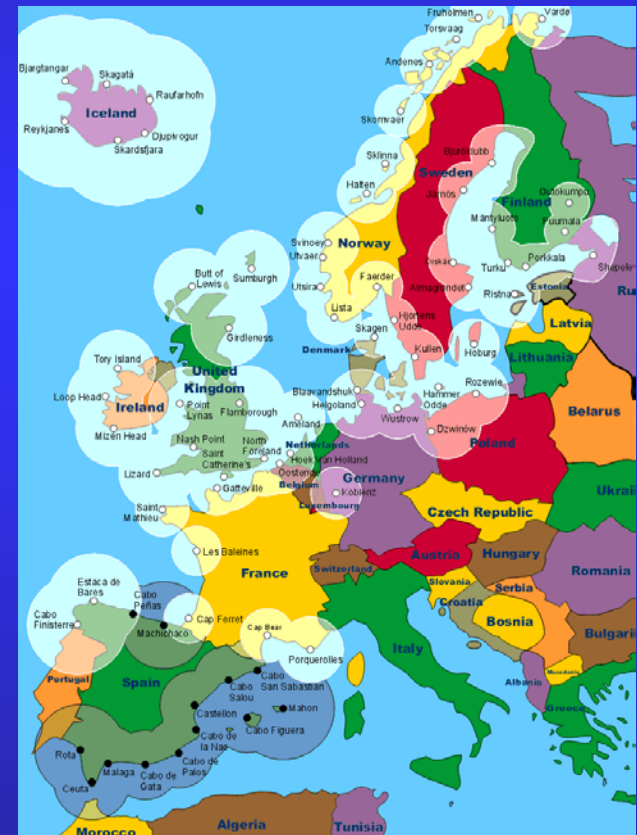 Fruholmen
Torsvaag
Vardø
Andenes
Bjargtangar
Skagatá
Raufarhofn
Iceland
Reykjanes
Djupivogur
Skardsfjara
Skomvaer
Sklinna
Halten
Bjuröklubb
Sweden
Järnös
Finland
Outokumpu
Mäntyluoto
Puumala
Svinoey
Norway
Utvaer
Turku
Porkkala
Butt of
Lewis
Sumburgh
Faerder
Almagrundet
Estonia
Utsira
Ristna
Lista
Hjortens
Udde
Latvia
Girdleness
Skagen
Denmark
Kullen
Hoburg
Lithuania
Tory Island
United
Kingdom
Blaavandshuk
Hammer
Odde
Rozewie
Loop Head
Ireland
Point
Lynas
Flamborough
Helgoland
Wustrow
Belarus
Mizen Head
Ameland
Dzwinów
Poland
Nash Point
North
Foreland
Netherlands
Hoek Van Holland
Lizard
Saint
Catherine's
Oostende
Germany
Gatteville
Belgium
Koblenz
Luxembourg
Saint
Mathieu
Czech Republic
Les Baleines
Austria
Hungary
France
Switzerland
Romania
Slovenia
Estaca de
Bares
Cabo
Peñas
Croatia
Serbia
Cabo
Finisterre
Machichaco
Cap Ferret
Cap Bear
Bosnia
Porquerolles
Italy
Portugal
Spain
Cabo
Salou
Cabo
San Sabastian
Albania
Macedonia
Castellon
Mahon
Greece
Cabo de
la Nao
Cabo Figuera
Rota
Malaga
Cabo de
Gata
Cabo de
Palos
Ceuta
Morocco
Algeria
Tunisia